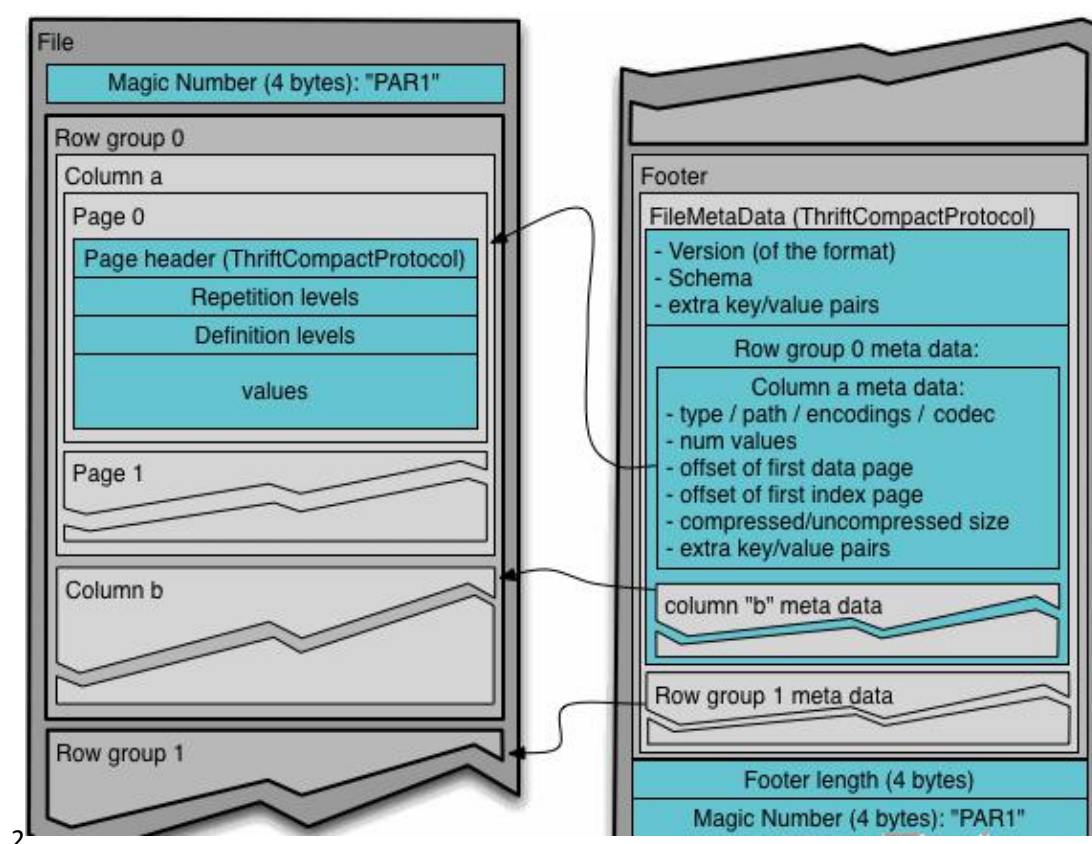 File
Magic Number (4 bytes): "PAR1"
Row group 0
Column a
Page 0
Page header (ThriftCompactProtocol)
Repetition levels
Definition levels
values
Page 1
Column b
Row group 1
Footer
FileMetaData (ThriftCompactProtocol)
- Version (of the format)
- Schema
- extra key/value pairs
Row group 0 meta data:
Column a meta data:
- type / path / encodings / codec
- num values
- offset of first data page
- offset of first index page
- compressed/uncompressed size
- extra key/value pairs
column "b" meta data
Row group 1 meta data
Footer length (4 bytes)
Magic Number (4 bytes): "PAR1"
2